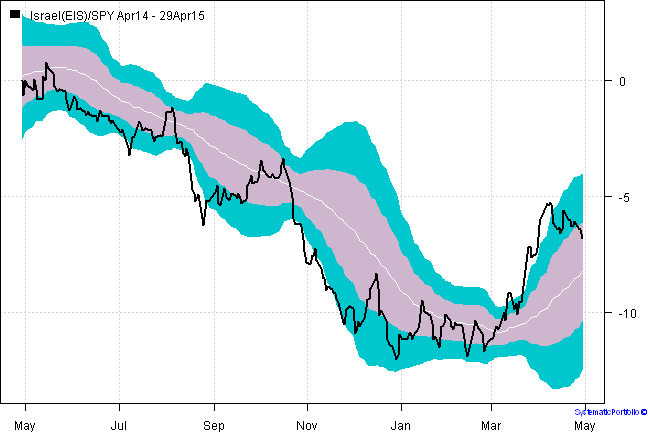 Israel(EIS)/SPY Apr14 - 29Apr15
0
-5
-10
May Jul Sep Nov Jan Mar May
SystematicPortfolio ©